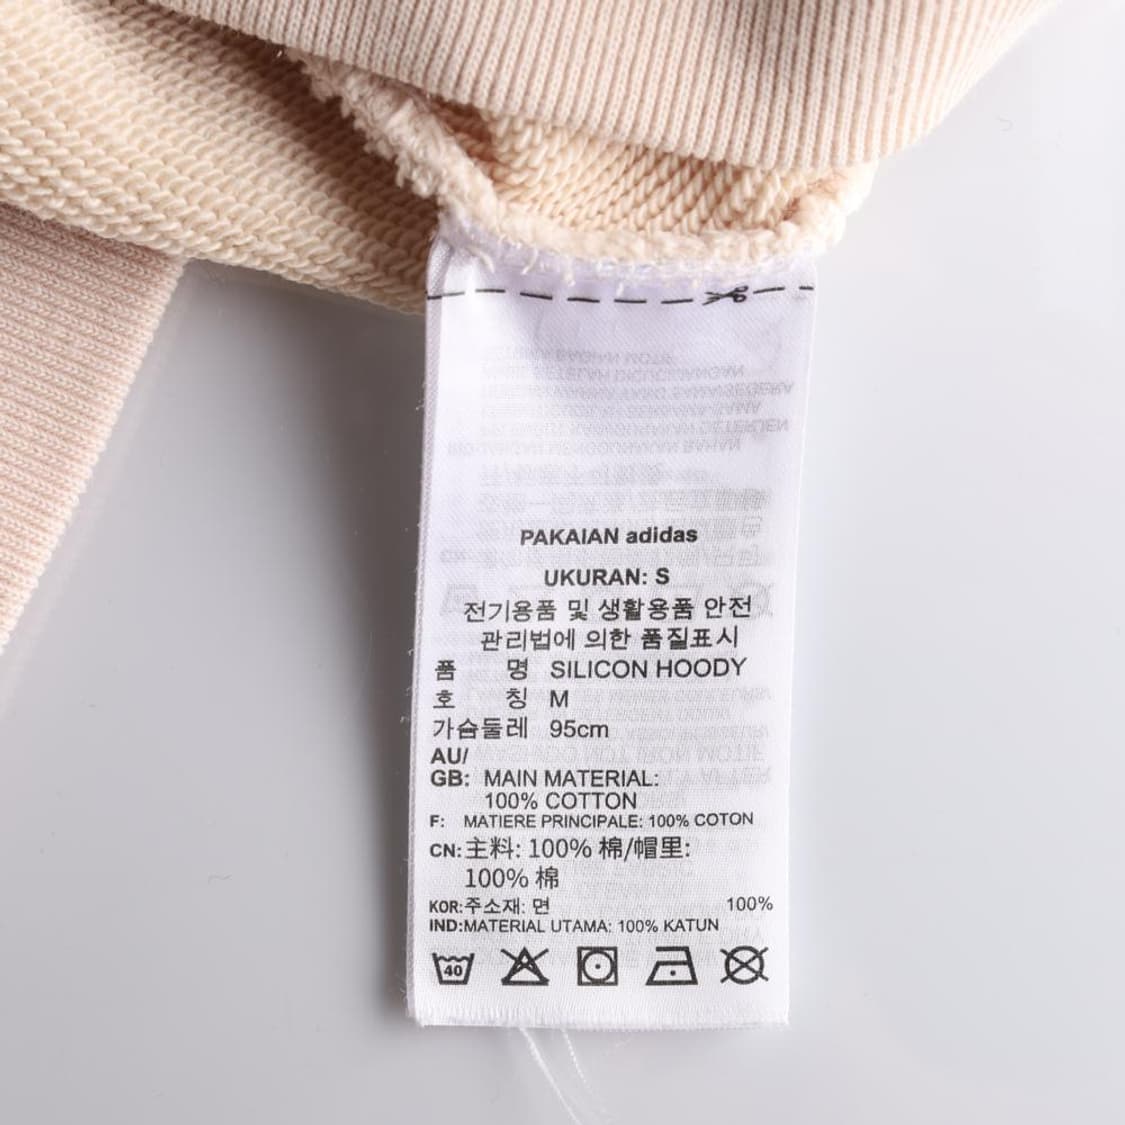 PAKAIAN adidas
UKURAN: S
전기용품 및 생활용품 안전
관리법에 의한 품질표시
품 명 SILICON HOODY
호 칭 M
가슴둘레 95cm
AU/
GB: MAIN MATERIAL:
100% COTTON
F: MATIERE PRINCIPALE: 100% COTON
CN:主料: 100% 棉/帽里:
100% 棉
KOR:주소재: 면 100%
IND:MATERIAL UTAMA: 100% KATUN
40